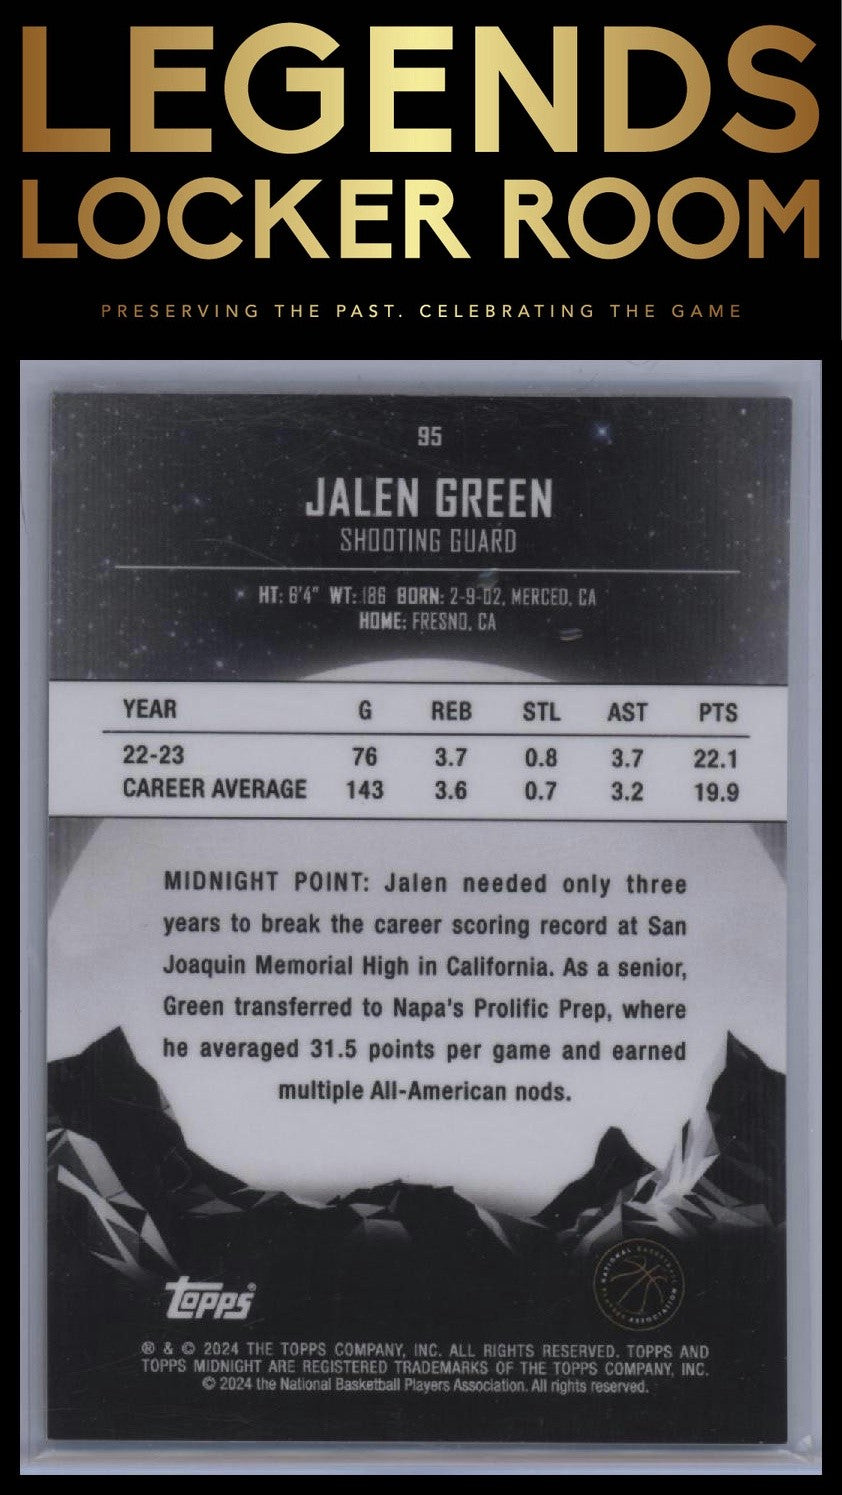 LEGENDS
LOCKER ROOM
PRESERVING THE PAST. CELEBRATING THE GAME
95
JALEN GREEN
SHOOTING GUARD
HT: 6'4" WT: 186 BORN: 2-9-02, MERCED, CA
HOME: FRESNO, CA
YEAR G REB STL AST PTS
22-23 76 3.7 0.8 3.7 22.1
CAREER AVERAGE 143 3.6 0.7 3.2 19.9
MIDNIGHT POINT: Jalen needed only three
years to break the career scoring record at San
Joaquin Memorial High in California. As a senior,
Green transferred to Napa's Prolific Prep, where
he averaged 31.5 points per game and earned
multiple All-American nods.
topps®
NATIONAL BASKETBALL PLAYERS ASSOCIATION
® & © 2024 THE TOPPS COMPANY, INC. ALL RIGHTS RESERVED. TOPPS AND
TOPPS MIDNIGHT ARE REGISTERED TRADEMARKS OF THE TOPPS COMPANY, INC.
© 2024 the National Basketball Players Association. All rights reserved.